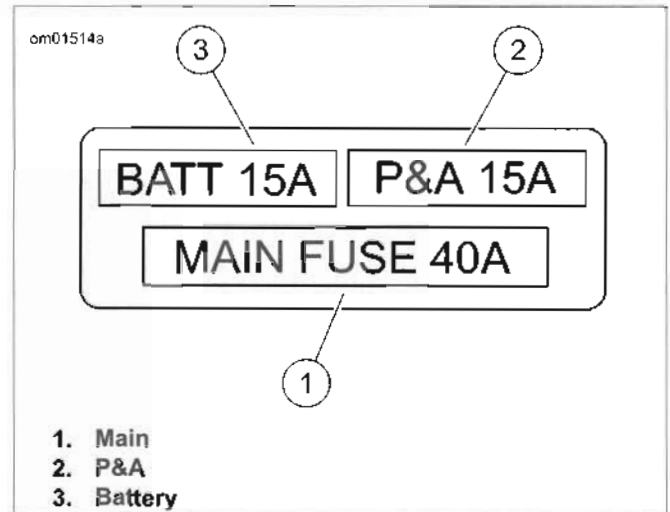 om01514a
3 2
BATT 15A P&A 15A
MAIN FUSE 40A
1
1. Main
2. P&A
3. Battery